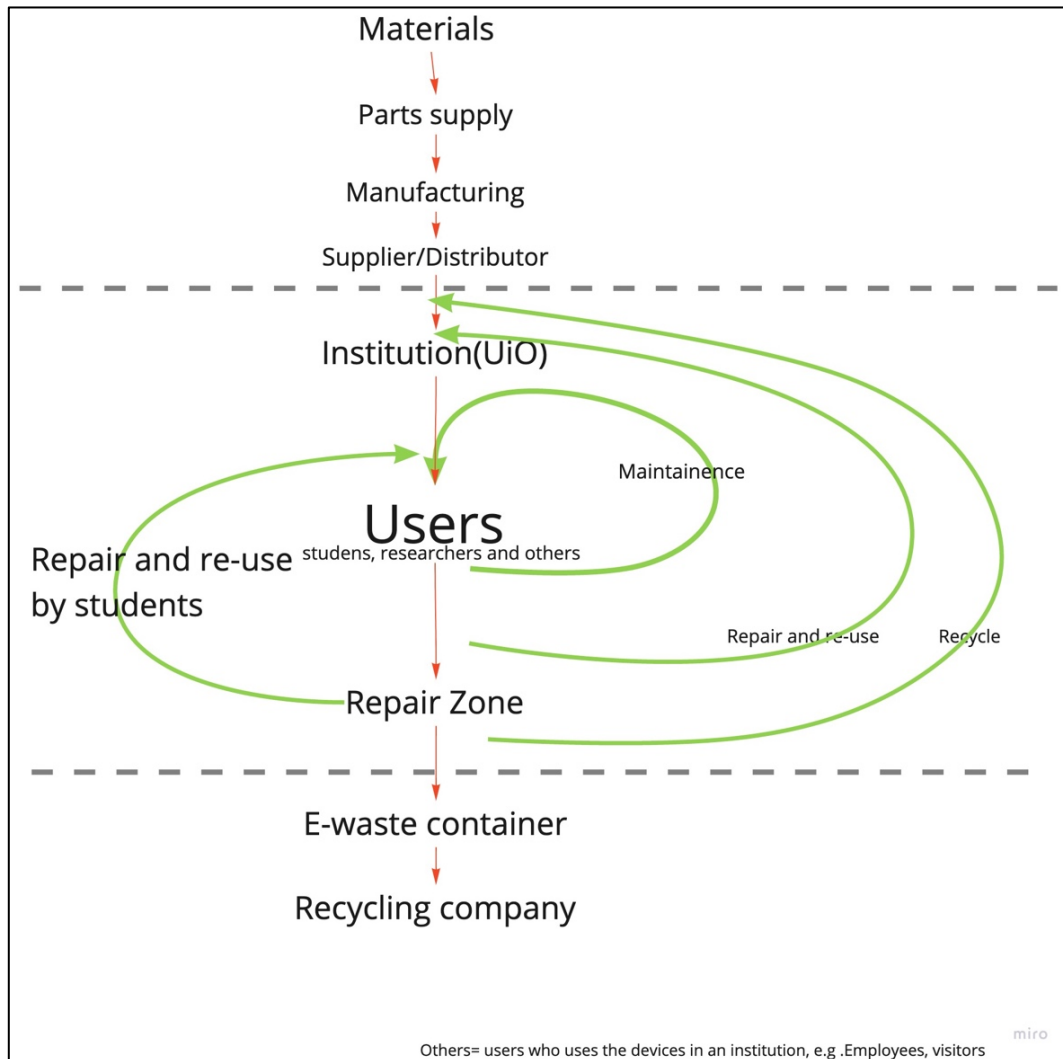 Materials
Parts supply
Manufacturing
Supplier/Distributor
Institution(UiO)
Maintainence
Users
studens, researchers and others
Repair and re-use
by students
Repair and re-use
Recycle
Repair Zone
E-waste container
Recycling company
miro
Others= users who uses the devices in an institution, e.g .Employees, visitors